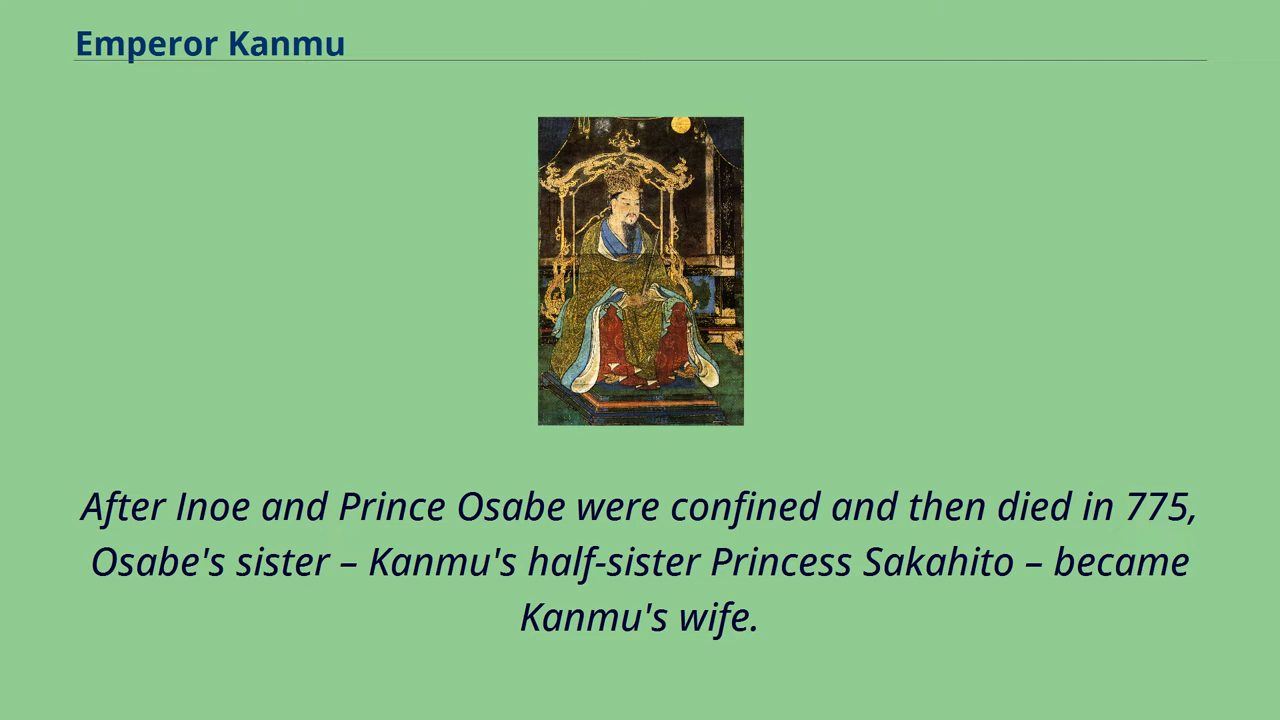 Emperor Kanmu
After Inoe and Prince Osabe were confined and then died in 775,
Osabe's sister – Kanmu's half-sister Princess Sakahito – became
Kanmu's wife.